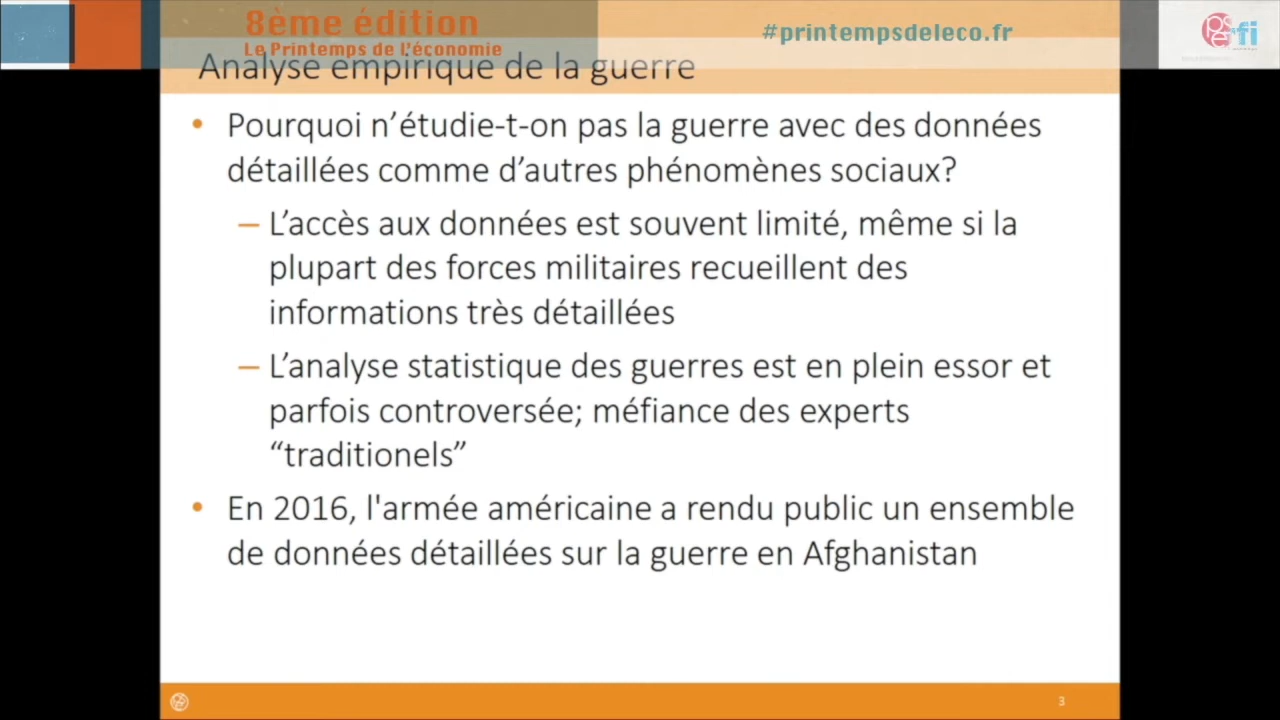 8ème édition
Le Printemps de l'économie
#printempsdeleco.fr
Analyse empirique de la guerre
• Pourquoi n'étudie-t-on pas la guerre avec des données
détaillées comme d'autres phénomènes sociaux?
– L'accès aux données est souvent limité, même si la
plupart des forces militaires recueillent des
informations très détaillées
– L'analyse statistique des guerres est en plein essor et
parfois controversée; méfiance des experts
“traditionels”
• En 2016, l'armée américaine a rendu public un ensemble
de données détaillées sur la guerre en Afghanistan
3